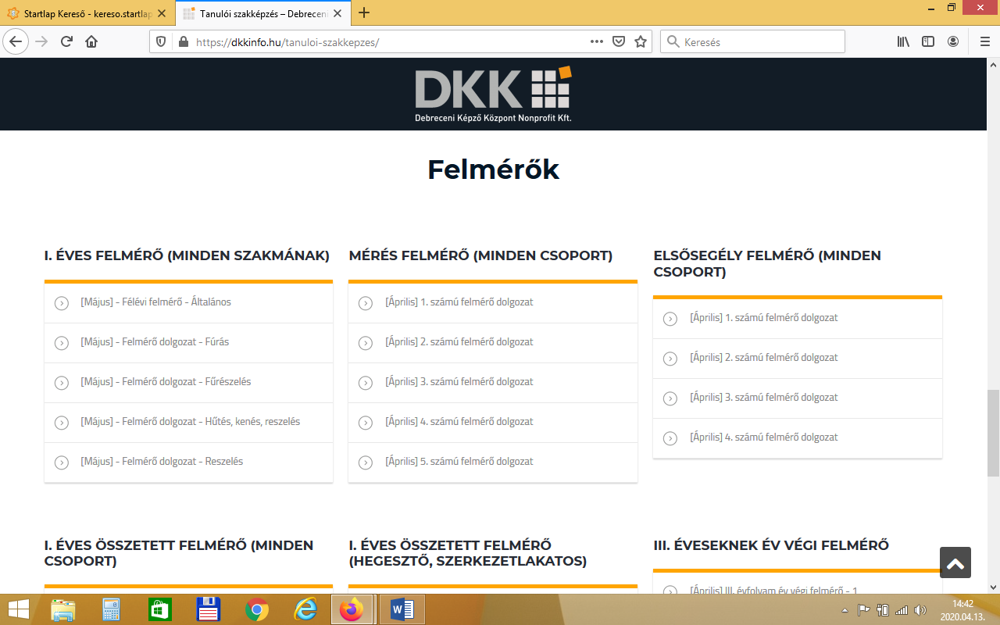 Startlap Kereső - kereso.startlap
Tanulói szakképzés – Debreceni
https://dkkinfo.hu/tanuloi-szakkepzes/
Keresés
DKK
Debreceni Képző Központ Nonprofit Kft.
Felmérők
I. ÉVES FELMÉRŐ (MINDEN SZAKMÁNAK)
[Május] - Félévi felmérő - Általános
[Május] - Felmérő dolgozat - Fúrás
[Május] - Felmérő dolgozat - Fűrészelés
[Május] - Felmérő dolgozat - Hűtés, kenés, reszelés
[Május] - Felmérő dolgozat - Reszelés
MÉRÉS FELMÉRŐ (MINDEN CSOPORT)
[Április] 1. számú felmérő dolgozat
[Április] 2. számú felmérő dolgozat
[Április] 3. számú felmérő dolgozat
[Április] 4. számú felmérő dolgozat
[Április] 5. számú felmérő dolgozat
ELSŐSEGÉLY FELMÉRŐ (MINDEN
CSOPORT)
[Április] 1. számú felmérő dolgozat
[Április] 2. számú felmérő dolgozat
[Április] 3. számú felmérő dolgozat
[Április] 4. számú felmérő dolgozat
I. ÉVES ÖSSZETETT FELMÉRŐ (MINDEN
CSOPORT)
I. ÉVES ÖSSZETETT FELMÉRŐ
(HEGESZTŐ, SZERKEZETLAKATOS)
III. ÉVESEKNEK ÉV VÉGI FELMÉRŐ
[Április] III. évfolyam év végi felmérő - 1
14:42
2020.04.13.